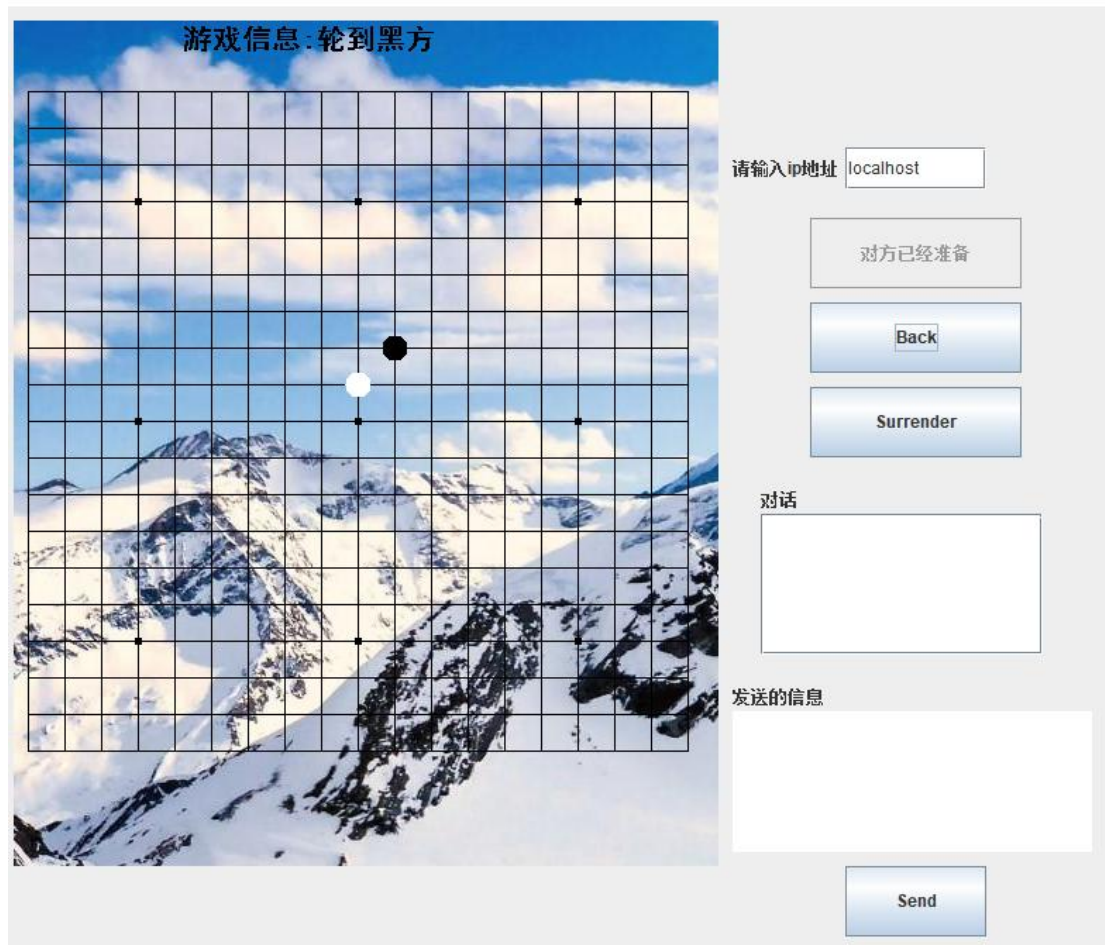 游戏信息:轮到黑方
请输入ip地址 localhost
对方已经准备
Back
Surrender
对话
发送的信息
Send